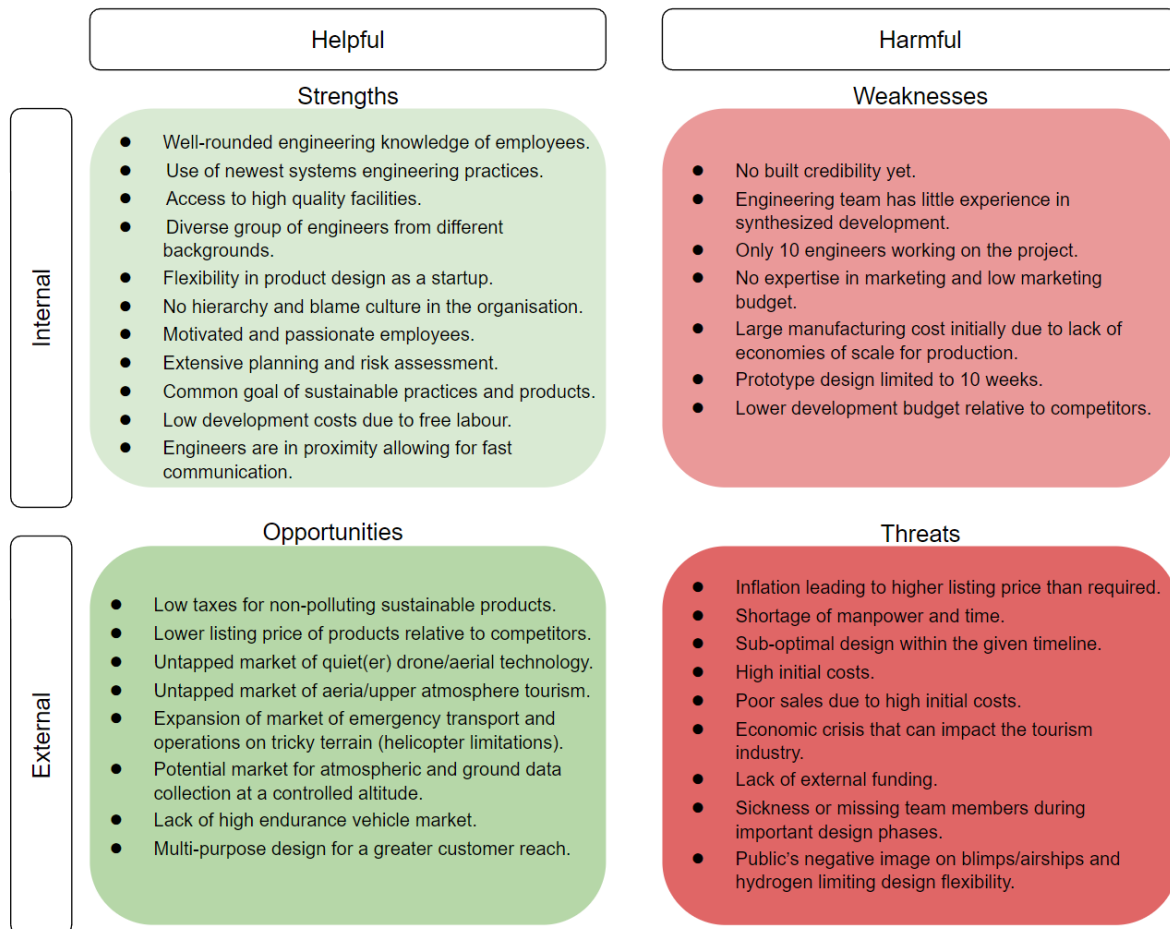 Helpful
Harmful
Internal
Strengths
● Well-rounded engineering knowledge of employees.
● Use of newest systems engineering practices.
● Access to high quality facilities.
● Diverse group of engineers from different
backgrounds.
● Flexibility in product design as a startup.
● No hierarchy and blame culture in the organisation.
● Motivated and passionate employees.
● Extensive planning and risk assessment.
● Common goal of sustainable practices and products.
● Low development costs due to free labour.
● Engineers are in proximity allowing for fast
communication.
Weaknesses
● No built credibility yet.
● Engineering team has little experience in
synthesized development.
● Only 10 engineers working on the project.
● No expertise in marketing and low marketing
budget.
● Large manufacturing cost initially due to lack of
economies of scale for production.
● Prototype design limited to 10 weeks.
● Lower development budget relative to competitors.
External
Opportunities
● Low taxes for non-polluting sustainable products.
● Lower listing price of products relative to competitors.
● Untapped market of quiet(er) drone/aerial technology.
● Untapped market of aeria/upper atmosphere tourism.
● Expansion of market of emergency transport and
operations on tricky terrain (helicopter limitations).
● Potential market for atmospheric and ground data
collection at a controlled altitude.
● Lack of high endurance vehicle market.
● Multi-purpose design for a greater customer reach.
Threats
● Inflation leading to higher listing price than required.
● Shortage of manpower and time.
● Sub-optimal design within the given timeline.
● High initial costs.
● Poor sales due to high initial costs.
● Economic crisis that can impact the tourism
industry.
● Lack of external funding.
● Sickness or missing team members during
important design phases.
● Public's negative image on blimps/airships and
hydrogen limiting design flexibility.